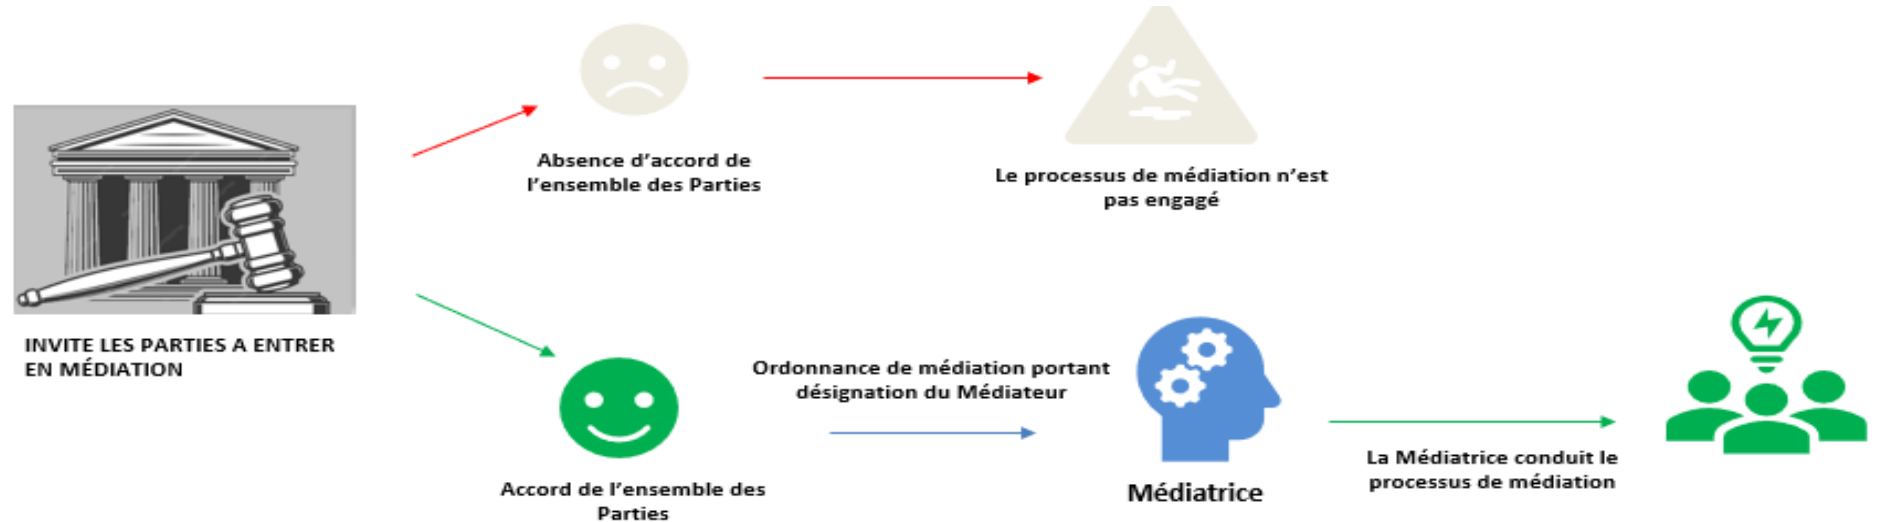 INVITE LES PARTIES A ENTRER
EN MÉDIATION
Absence d'accord de
l'ensemble des Parties
Le processus de médiation n'est
pas engagé
Accord de l'ensemble des
Parties
Ordonnance de médiation portant
désignation du Médiateur
Médiatrice
La Médiatrice conduit le
processus de médiation